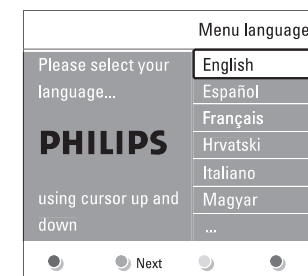 Menu language
Please select your
language...
PHILIPS
using cursor up and
down
English
Español
Français
Hrvatski
Italiano
Magyar
...
Next